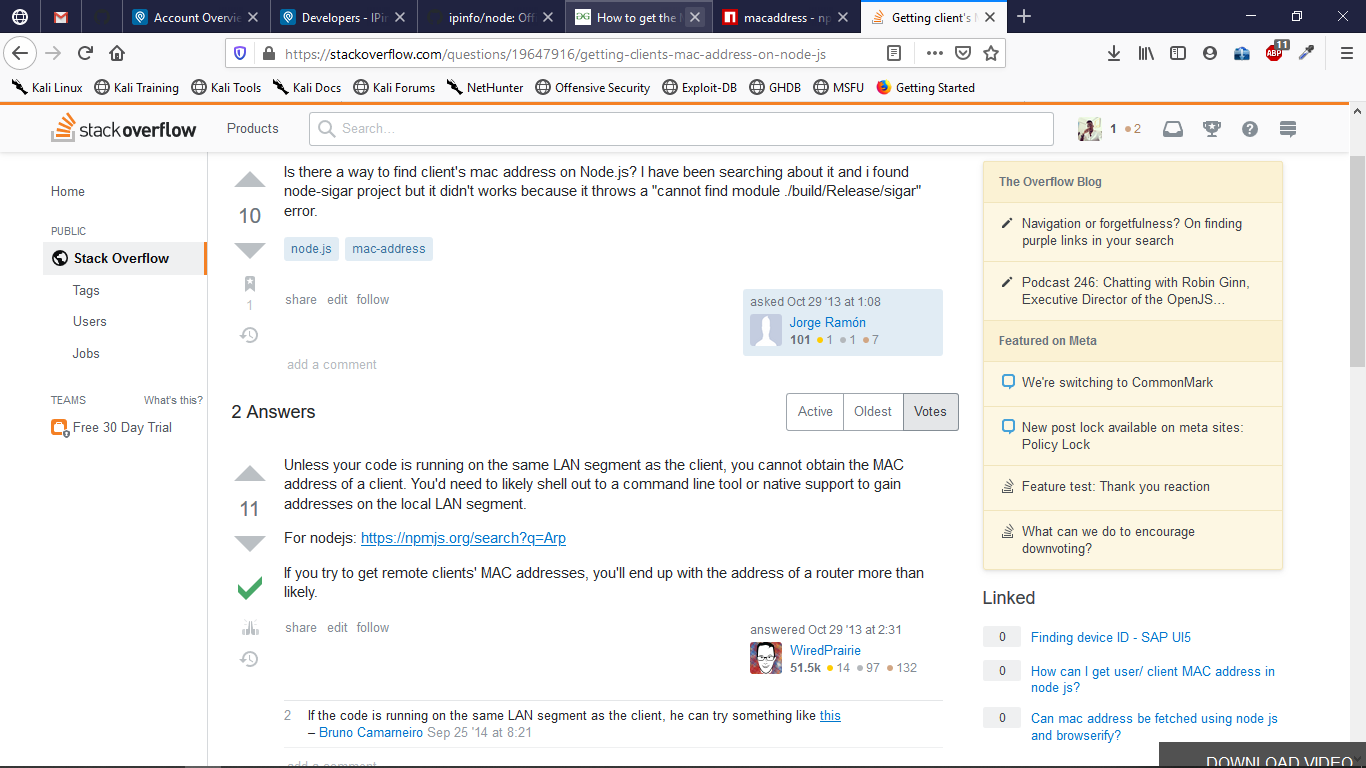 Account Overvie
Developers - IPin
ipinfo/node: Offi
How to get the M
macaddress - np
Getting client's M
https://stackoverflow.com/questions/19647916/getting-clients-mac-address-on-node-js
11
ABP
Kali Linux
Kali Training
Kali Tools
Kali Docs
Kali Forums
NetHunter
Offensive Security
Exploit-DB
GHDB
MSFU
Getting Started
stackoverflow
Products
Search...
1
2
Home
PUBLIC
Stack Overflow
Tags
Users
Jobs
TEAMS
What's this?
Free 30 Day Trial
10
Is there a way to find client's mac address on Node.js? I have been searching about it and i found
node-sigar project but it didn't works because it throws a "cannot find module ./build/Release/sigar"
error.
node.js
mac-address
1
share edit follow
asked Oct 29 '13 at 1:08
Jorge Ramón
101 1 1 7
add a comment
2 Answers
Active
Oldest
Votes
11
Unless your code is running on the same LAN segment as the client, you cannot obtain the MAC
address of a client. You'd need to likely shell out to a command line tool or native support to gain
addresses on the local LAN segment.
For nodejs: https://npmjs.org/search?q=Arp
If you try to get remote clients' MAC addresses, you'll end up with the address of a router more than
likely.
share edit follow
answered Oct 29 '13 at 2:31
WiredPrairie
51.5k 14 97 132
2
If the code is running on the same LAN segment as the client, he can try something like this
– Bruno Camarneiro Sep 25 '14 at 8:21
add a comment
The Overflow Blog
Navigation or forgetfulness? On finding
purple links in your search
Podcast 246: Chatting with Robin Ginn,
Executive Director of the OpenJS…
Featured on Meta
We're switching to CommonMark
New post lock available on meta sites:
Policy Lock
Feature test: Thank you reaction
What can we do to encourage
downvoting?
Linked
0
Finding device ID - SAP UI5
0
How can I get user/ client MAC address in
node js?
0
Can mac address be fetched using node js
and browserify?
DOWNLOAD VIDEO